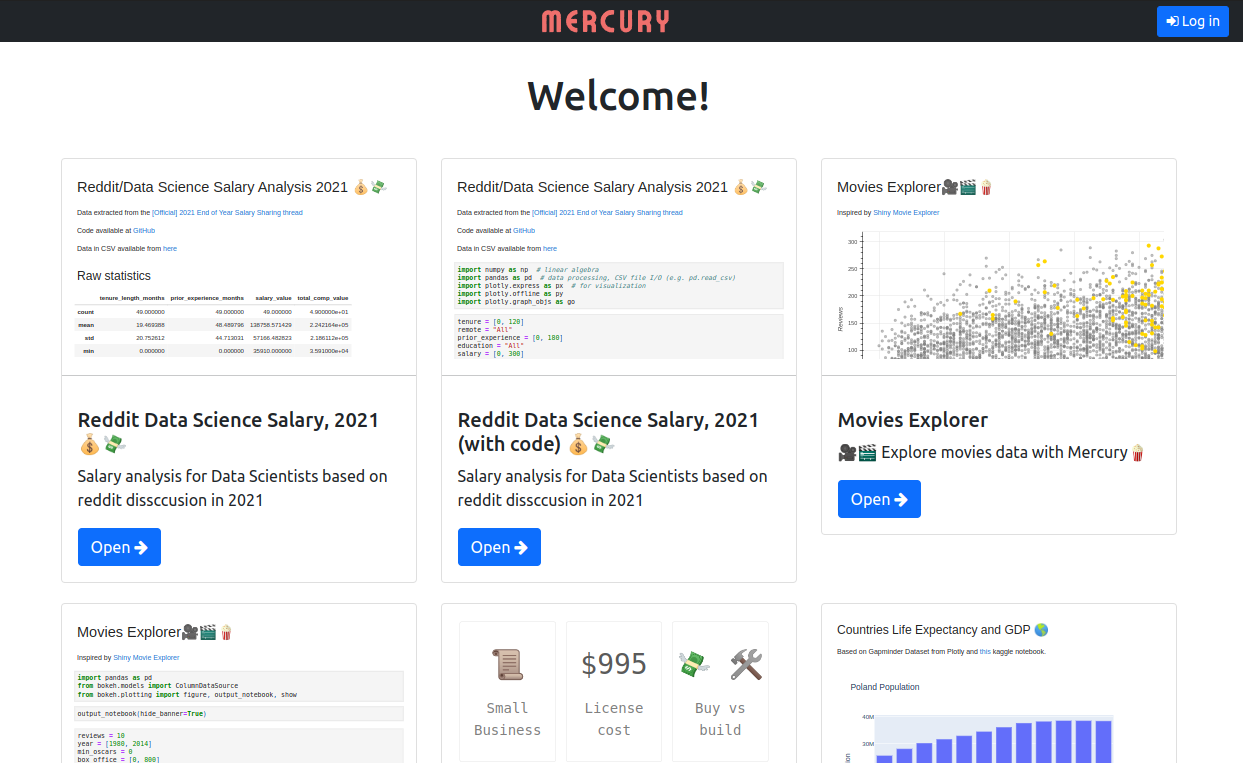 MERCURY
Log in
Welcome!
Reddit/Data Science Salary Analysis 2021 💰💸
Data extracted from the [Official] 2021 End of Year Salary Sharing thread
Code available at GitHub
Data in CSV available from here
Raw statistics
tenure_length_months prior_experience_months salary_value total_comp_value
count 49.000000 49.000000 49.000000 4.900000e+01
mean 19.469388 48.489796 138758.571429 2.242164e+05
std 20.752612 44.713031 57166.482823 2.186112e+05
min 0.000000 0.000000 35910.000000 3.591000e+04
Reddit Data Science Salary, 2021
💰💸
Salary analysis for Data Scientists based on
reddit dissccusion in 2021
Open
Reddit/Data Science Salary Analysis 2021 💰💸
Data extracted from the [Official] 2021 End of Year Salary Sharing thread
Code available at GitHub
Data in CSV available from here
import numpy as np # linear algebra
import pandas as pd # data processing, CSV file I/O (e.g. pd.read_csv)
import plotly.express as px # for visualization
import plotly.offline as py
import plotly.graph_objs as go
tenure = [0, 120]
remote = "All"
prior_experience = [0, 180]
education = "All"
salary = [0, 300]
Reddit Data Science Salary, 2021
(with code) 💰💸
Salary analysis for Data Scientists based on
reddit dissccusion in 2021
Open
Movies Explorer🎥🎬🍿
Inspired by Shiny Movie Explorer
300
250
200
150
100
Reviews
Movies Explorer
🎥🎬 Explore movies data with Mercury🍿
Open
Movies Explorer🎥🎬🍿
Inspired by Shiny Movie Explorer
import pandas as pd
from bokeh.models import ColumnDataSource
from bokeh.plotting import figure, output_notebook, show
output_notebook(hide_banner=True)
reviews = 10
year = [1980, 2014]
min_oscars = 0
box_office = [0, 800]
📜
Small
Business
$995
License
cost
💸 🛠️
Buy vs
build
Countries Life Expectancy and GDP 🌎
Based on Gapminder Dataset from Plotly and this kaggle notebook.
Poland Population
40M
30M